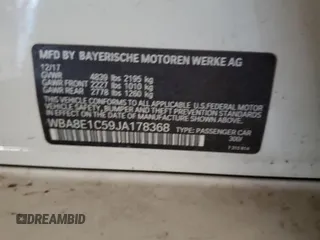 MFD BY BAYERISCHE MOTOREN WERKE AG
12/17
GVWR 4839 lbs 2195 kg
GAWR FRONT 2227 lbs 1010 kg
GAWR REAR 2778 lbs 1260 kg
THIS VEHICLE CONFORMS TO ALL APPLICABLE
U.S. FEDERAL MOTOR VEHICLE SAFETY, BUMPER
AND THEFT PREVENTION STANDARDS IN EFFECT ON
THE DATE OF MANUFACTURE SHOWN ABOVE.
WBA8E1C59JA178368 TYPE: PASSENGER CAR
DREAMBID